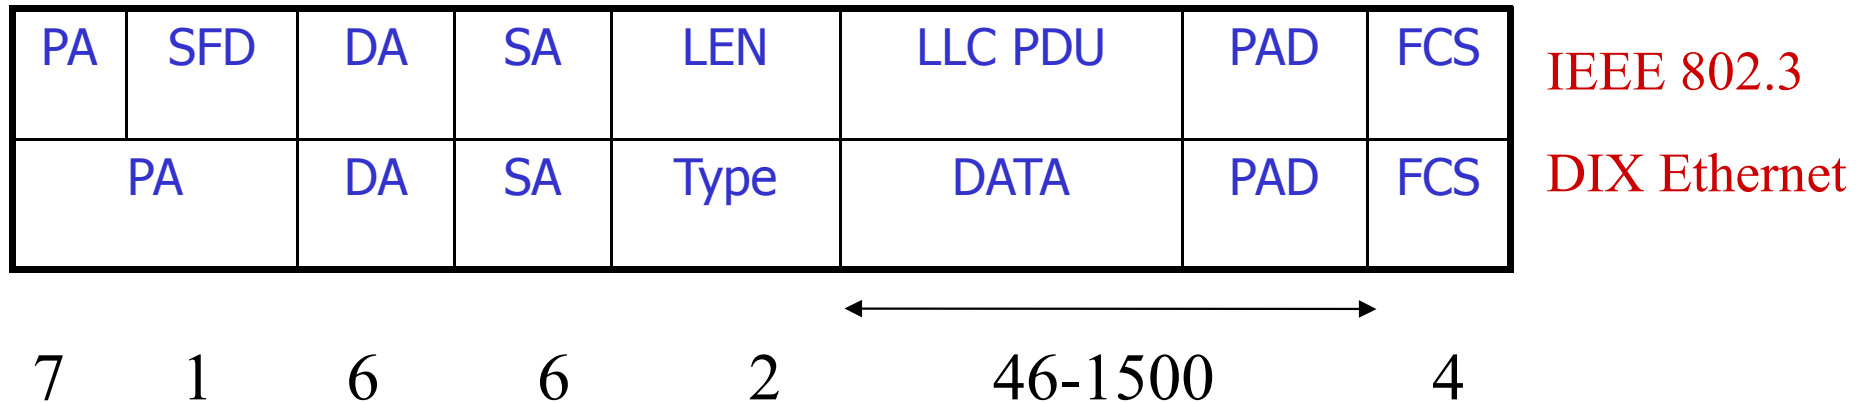 PA SFD DA SA LEN LLC PDU PAD FCS IEEE 802.3
PA DA SA Type DATA PAD FCS DIX Ethernet
7 1 6 6 2 46-1500 4